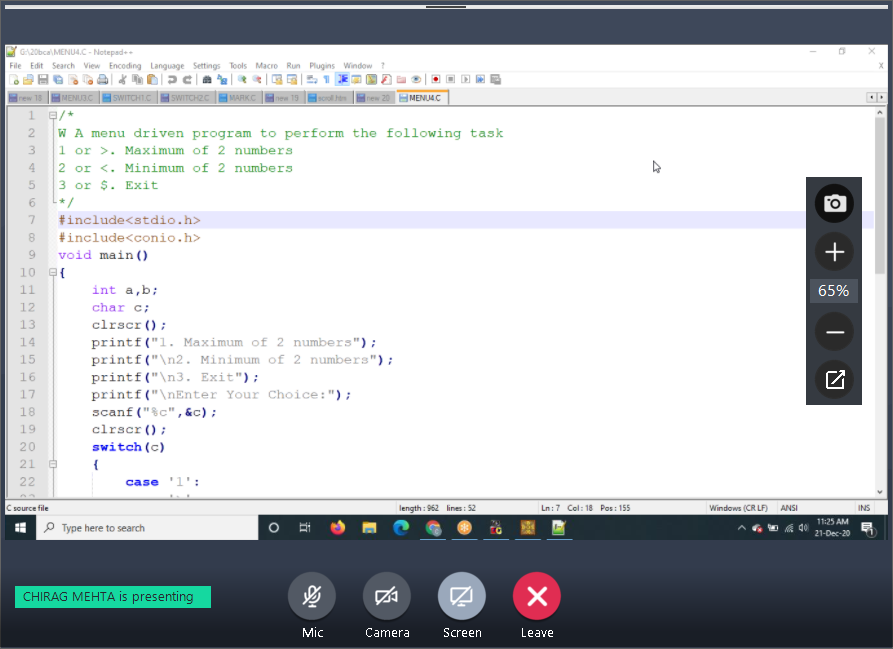 G:\20bca\MENU4.C - Notepad++
File Edit Search View Encoding Language Settings Tools Macro Run Plugins Window ?
X
new 18 MENU3.C SWITCH1.C SWITCH2.C MARK.C new 19 scroll.htm new 20 MENU4.C
1 /*
2 W A menu driven program to perform the following task
3 1 or >. Maximum of 2 numbers
4 2 or <. Minimum of 2 numbers
5 3 or $. Exit
6 */
7 #include<stdio.h>
8 #include<conio.h>
9 void main()
10 {
11 int a,b;
12 char c;
13 clrscr();
14 printf("1. Maximum of 2 numbers");
15 printf("\n2. Minimum of 2 numbers");
16 printf("\n3. Exit");
17 printf("\nEnter Your Choice:");
18 scanf("%c",&c);
19 clrscr();
20 switch(c)
21 {
22 case '1':
65%
C source file length : 962 lines : 52 Ln : 7 Col : 18 Pos : 155 Windows (CR LF) ANSI INS
Type here to search
11:25 AM
21-Dec-20
1
CHIRAG MEHTA is presenting
Mic Camera Screen Leave